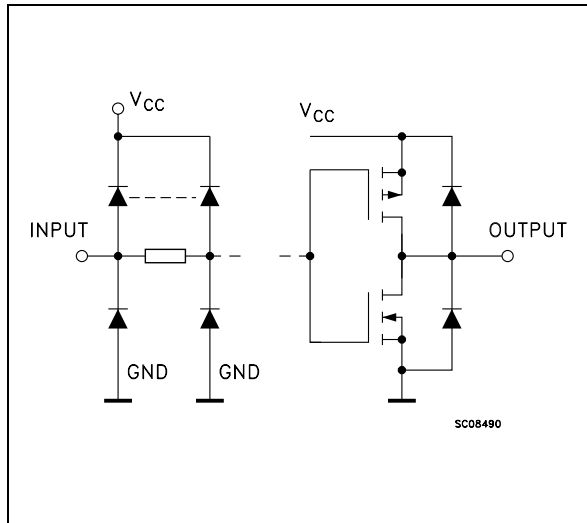 VCC
VCC
INPUT
OUTPUT
GND
GND
SC08490